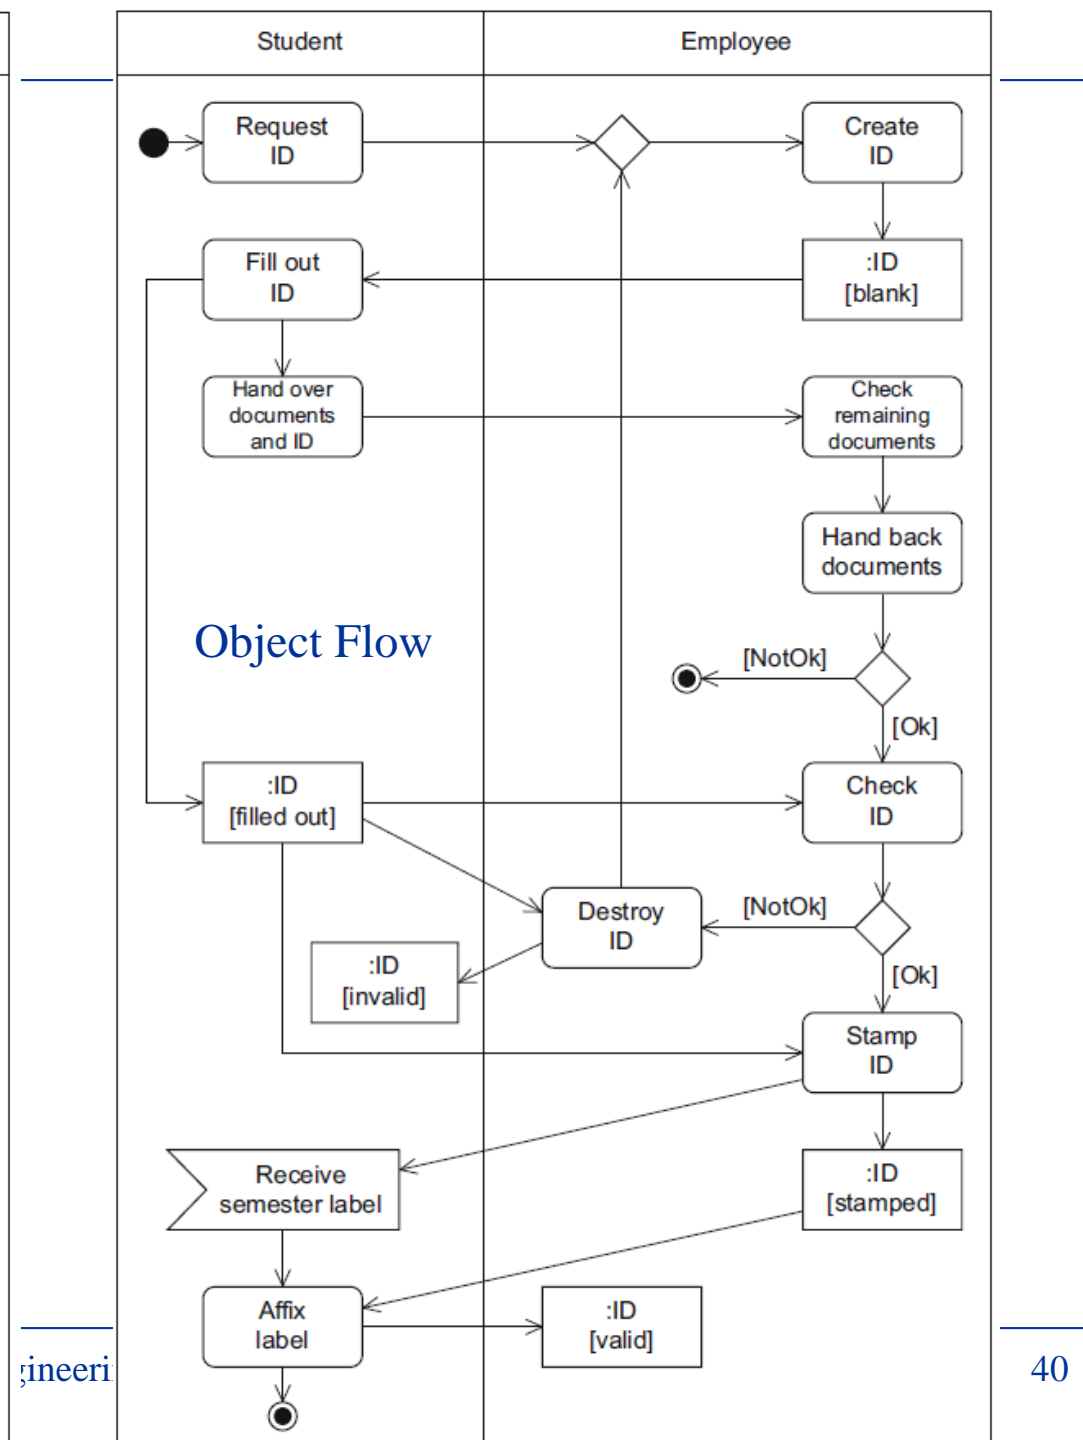 Student
Employee
Request
ID
Create
ID
Fill out
ID
:ID
[blank]
Hand over
documents
and ID
Check
remaining
documents
Hand back
documents
Object Flow
[NotOk]
[Ok]
:ID
[filled out]
Check
ID
Destroy
ID
[NotOk]
:ID
[invalid]
[Ok]
Stamp
ID
Receive
semester label
:ID
[stamped]
Affix
label
:ID
[valid]
gineeri
40